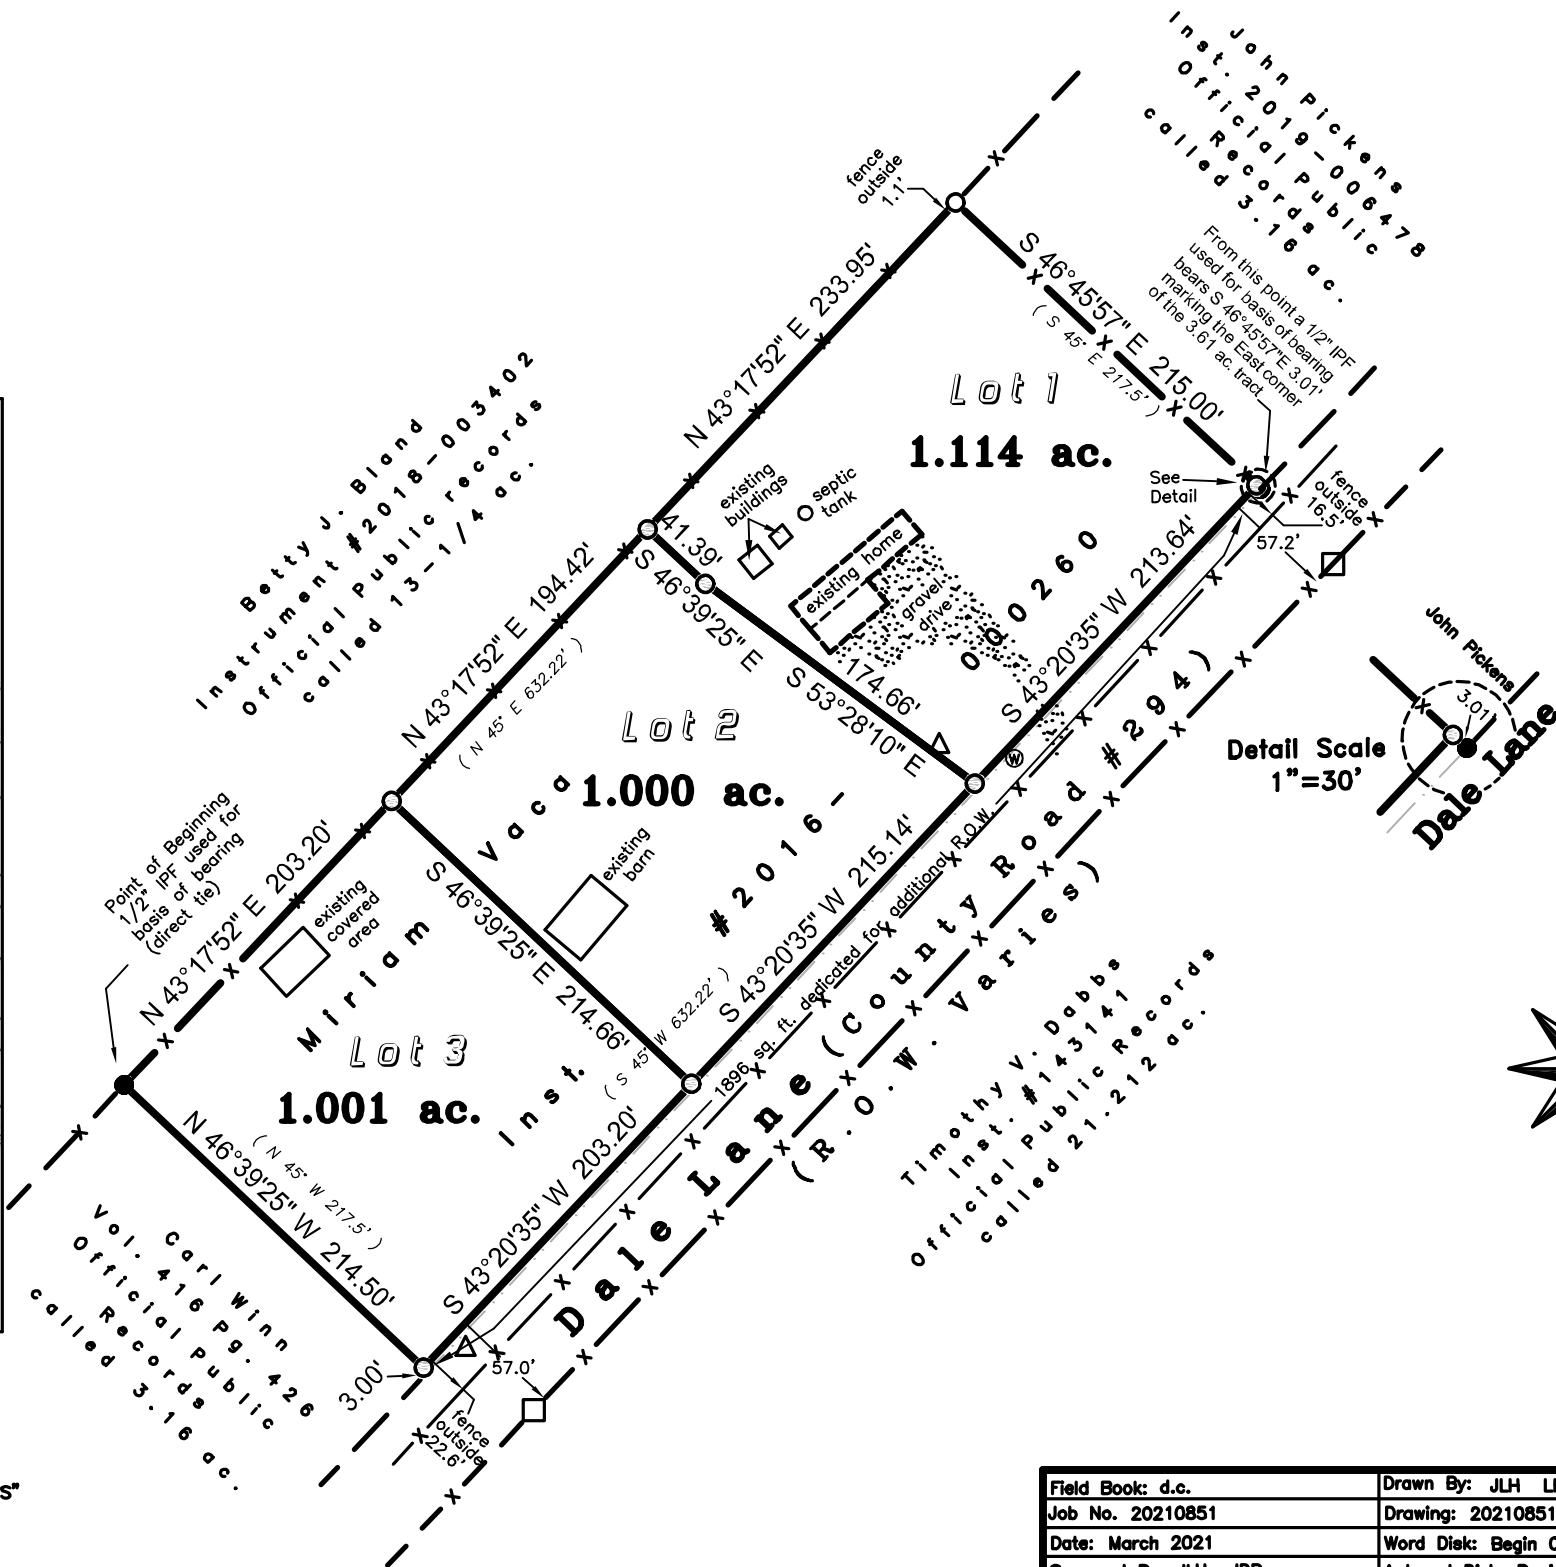 John Pickens
Inst. 2019-006478
Official Public
Records
called 3.16 ac.
fence
outside
1.1'
S 46°45'57" E 215.00'
( S 45° E 217.5' )
From this point a 1/2" IPF
used for basis of bearing
bears S 46°45'57"E 3.01'
marking the East corner
of the 3.61 ac. tract
N 43°17'52" E 233.95'
Lot 1
1.114 ac.
See
Detail
fence
outside
16.5'
57.2'
Betty J. Bland
Instrument #2018-003402
Official Public records
called 13-1/4 ac.
existing
buildings
septic
tank
existing home
gravel
drive
41.39'
S 46°39'25" E
174.66'
S 53°28'10" E
S 43°20'35" W 213.64'
N 43°17'52" E 194.42'
( N 45° E 632.22' )
Lot 2
1.000 ac.
W
John Pickens
3.01'
Detail Scale
1"=30'
Dale Lane
Point of Beginning
1/2" IPF used for
basis of bearing
(direct tie)
N 43°17'52" E 203.20'
existing
covered
area
existing
barn
S 46°39'25" E 214.66'
S 43°20'35" W 215.14'
( S 45° W 632.22' )
Miriam Vaca
Inst. #2016-000260
1896 sq. ft. dedicated for additional R.O.W.
Dale Lane (County Road #294)
(R.O.W. Varies)
Lot 3
1.001 ac.
N 46°39'25" W 214.50'
( N 45° W 217.5' )
S 43°20'35" W 203.20'
Timothy V. Dabbs
Inst. #143141
Official Public Records
called 21.212 ac.
Carl Winn
Vol. 416 Pg. 426
Official Public
Records
called 3.16 ac.
3.00'
57.0'
fence
outside
22.6'
S"
Field Book: d.c.
Drawn By: JLH
Job No. 20210851
Drawing: 20210851
Date: March 2021
Word Disk: Begin